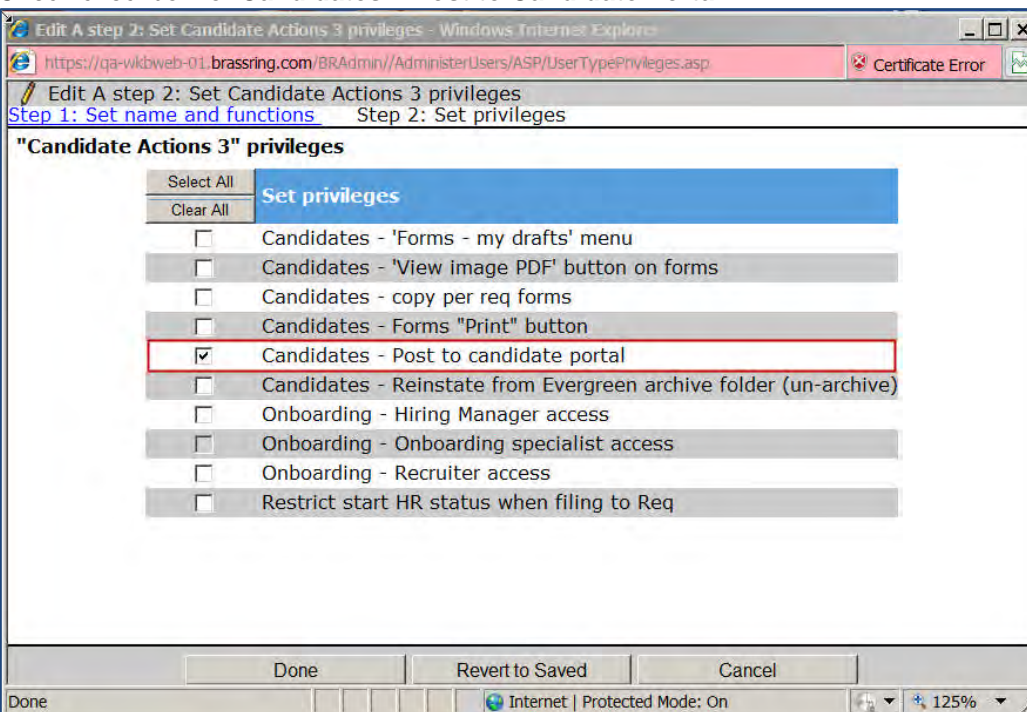 Edit A step 2: Set Candidate Actions 3 privileges - Windows Internet Explorer
https://qa-wkbweb-01.brassring.com/BRAdmin//AdministerUsers/ASP/UserTypePrivileges.asp Certificate Error
Edit A step 2: Set Candidate Actions 3 privileges
Step 1: Set name and functions Step 2: Set privileges
"Candidate Actions 3" privileges
Select All
Clear All
Set privileges
Candidates - 'Forms - my drafts' menu
Candidates - 'View image PDF' button on forms
Candidates - copy per req forms
Candidates - Forms "Print" button
Candidates - Post to candidate portal
Candidates - Reinstate from Evergreen archive folder (un-archive)
Onboarding - Hiring Manager access
Onboarding - Onboarding specialist access
Onboarding - Recruiter access
Restrict start HR status when filing to Req
Done Revert to Saved Cancel
Done Internet | Protected Mode: On 125%